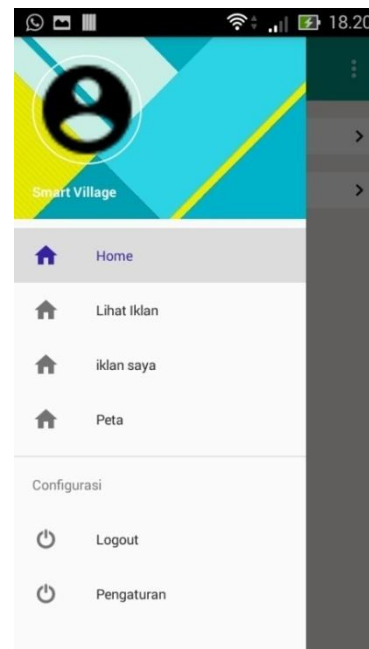 18.20
Smart Village
Home
Lihat Iklan
iklan saya
Peta
Configurasi
Logout
Pengaturan